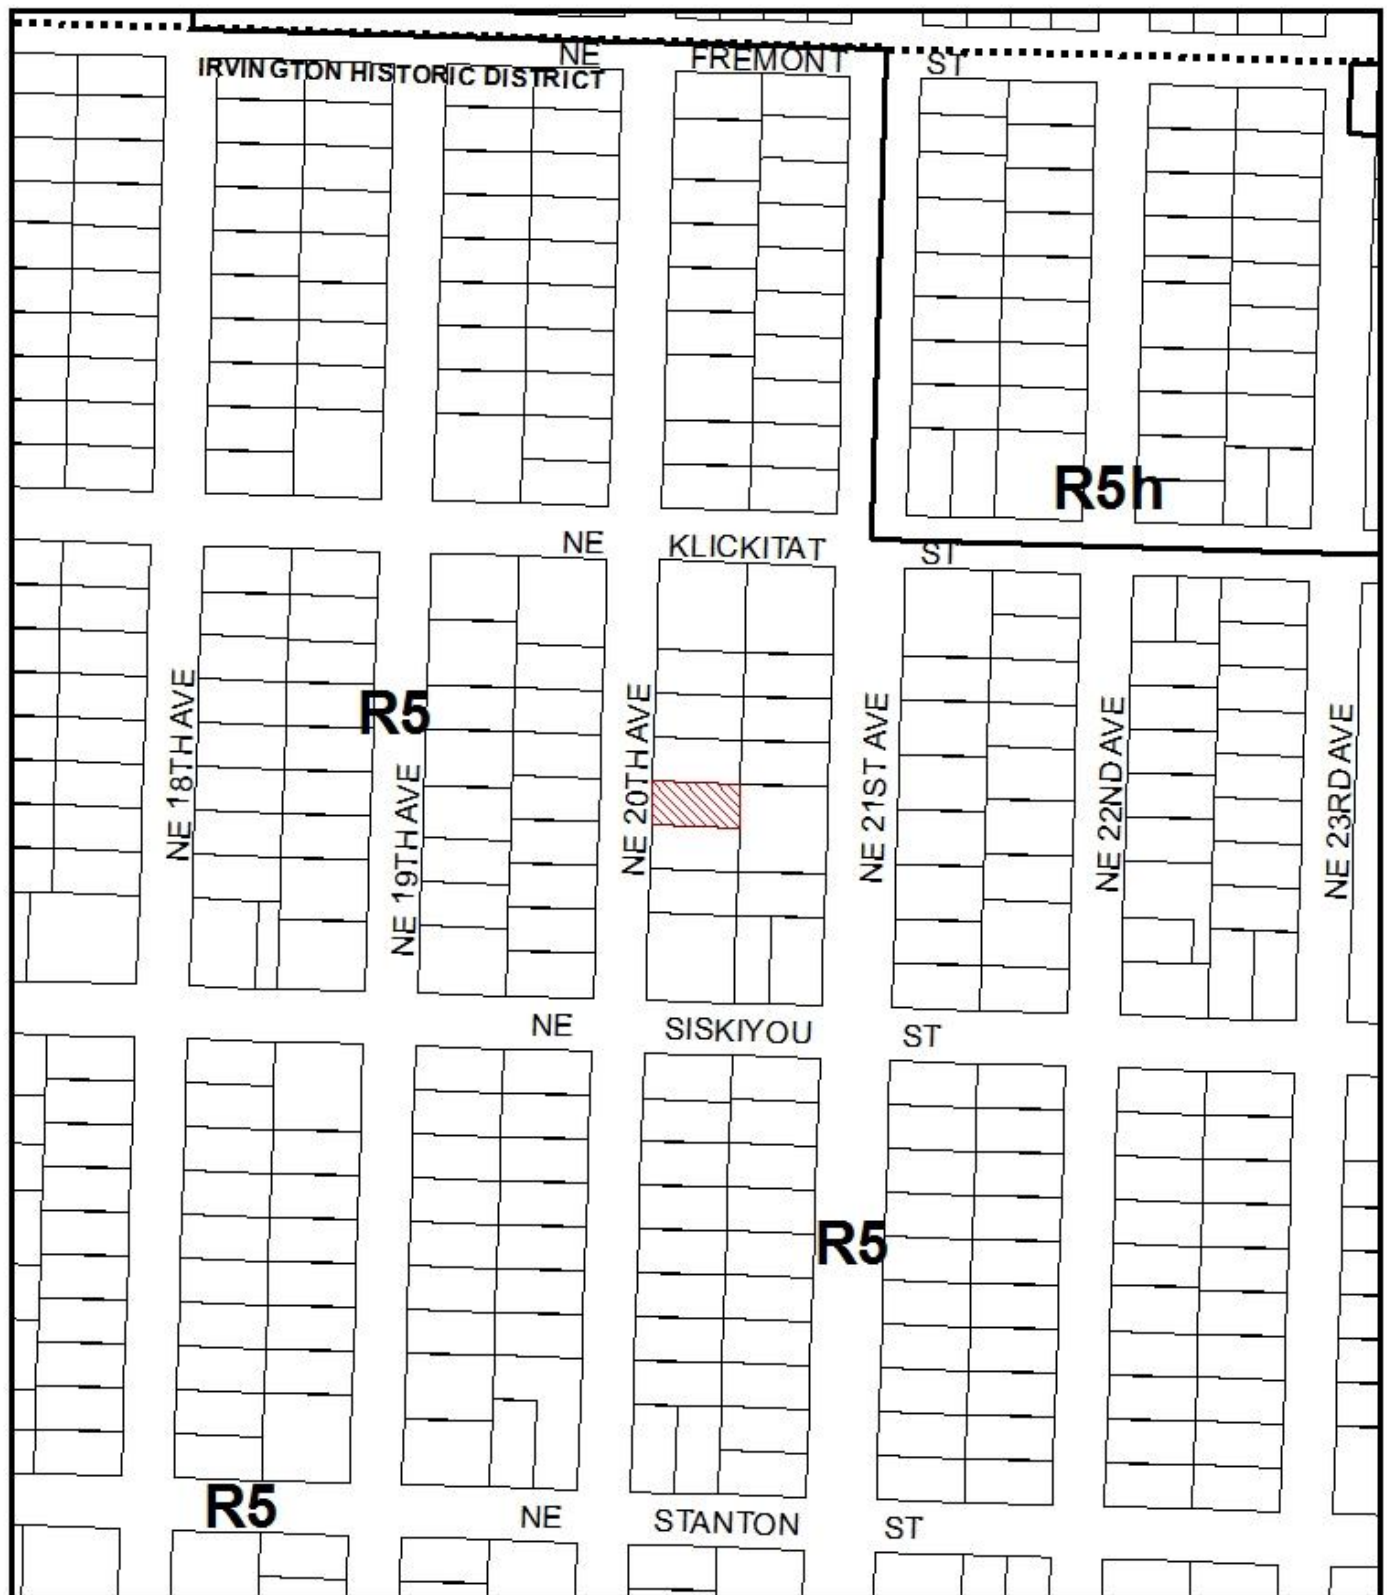 NE FREMONT ST
IRVINGTON HISTORIC DISTRICT
R5h
NE KLICKITAT ST
R5
NE 18TH AVE
NE 19TH AVE
NE 20TH AVE
NE 21ST AVE
NE 22ND AVE
NE 23RD AVE
NE SISKIYOU ST
R5
R5
NE STANTON ST